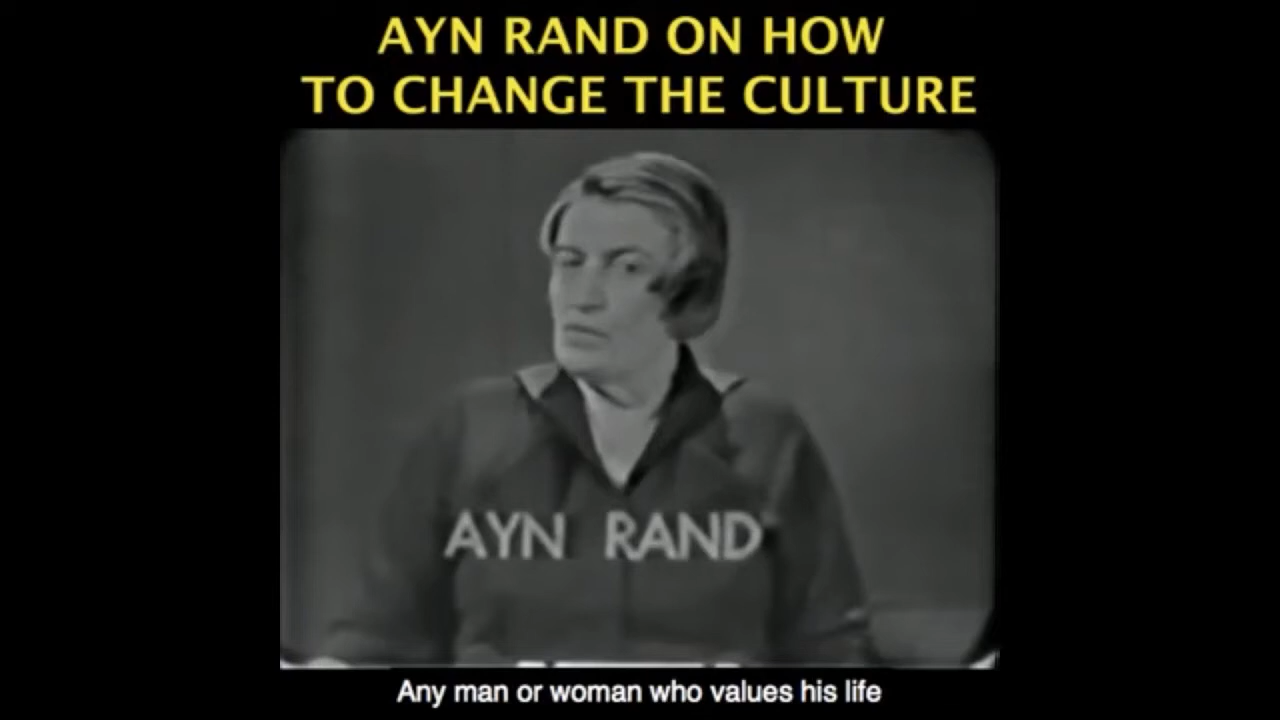 AYN RAND ON HOW
TO CHANGE THE CULTURE
AYN RAND
Any man or woman who values his life